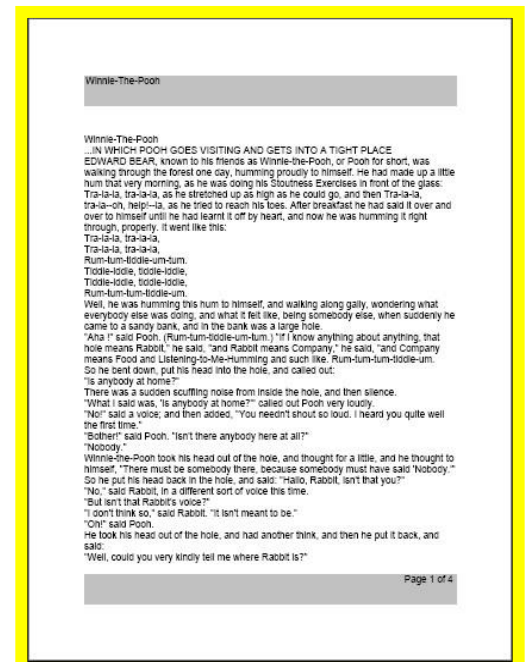 Winnie-The-Pooh
Winnie-The-Pooh
...IN WHICH POOH GOES VISITING AND GETS INTO A TIGHT PLACE
EDWARD BEAR, known to his friends as Winnie-the-Pooh, or Pooh for short, was
walking through the forest one day, humming proudly to himself. He had made up a little
hum that very morning, as he was doing his Stoutness Exercises in front of the glass:
Tra-la-la, tra-la-la, as he stretched up as high as he could go, and then Tra-la-la,
tra-la--oh, help!--la, as he tried to reach his toes. After breakfast he had said it over and
over to himself until he had learnt it off by heart, and now he was humming it right
through, properly. It went like this:
Tra-la-la, tra-la-la,
Tra-la-la, tra-la-la,
Rum-tum-tiddle-um-tum.
Tiddle-iddle, tiddle-iddle,
Tiddle-iddle, tiddle-iddle,
Rum-tum-tum-tiddle-um.
Well, he was humming this hum to himself, and walking along gaily, wondering what
everybody else was doing, and what it felt like, being somebody else, when suddenly he
came to a sandy bank, and in the bank was a large hole.
"Aha !" said Pooh. (Rum-tum-tiddle-um-tum.) "If I know anything about anything, that
hole means Rabbit," he said, "and Rabbit means Company," he said, "and Company
means Food and Listening-to-Me-Humming and such like. Rum-tum-tum-tiddle-um.
So he bent down, put his head into the hole, and called out:
"Is anybody at home?"
There was a sudden scuffling noise from inside the hole, and then silence.
"What I said was, 'Is anybody at home?'" called out Pooh very loudly.
"No!" said a voice; and then added, "You needn't shout so loud. I heard you quite well
the first time."
"Bother!" said Pooh. "Isn't there anybody here at all?"
"Nobody."
Winnie-the-Pooh took his head out of the hole, and thought for a little, and he thought to
himself, "There must be somebody there, because somebody must have said 'Nobody.'"
So he put his head back in the hole, and said: "Hallo, Rabbit, isn't that you?"
"No," said Rabbit, in a different sort of voice this time.
"But isn't that Rabbit's voice?"
"I don't think so," said Rabbit. "It isn't meant to be."
"Oh!" said Pooh.
He took his head out of the hole, and had another think, and then he put it back, and
said:
"Well, could you very kindly tell me where Rabbit is?"
Page 1 of 4